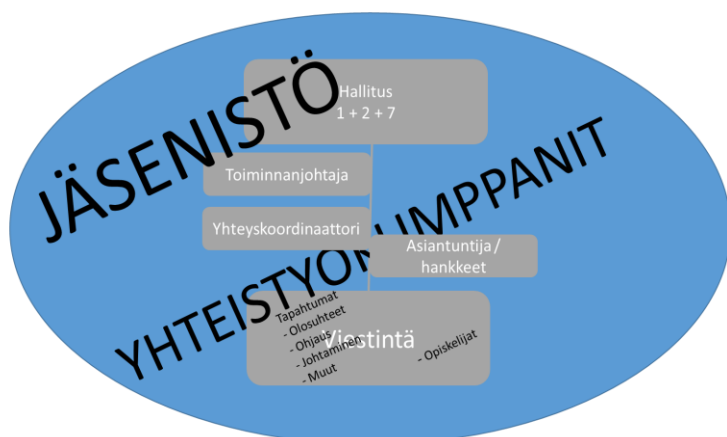 JÄSENISTÖ
Hallitus
1 + 2 + 7
Toiminnanjohtaja
Yhteyskoordinaattori
YHTEISTYÖKUMPPANIT
Asiantuntija /
hankkeet
Tapahtumat
- Olosuhteet
- Ohjaus
- Johtaminen
- Muut
Viestintä
- Opiskelijat